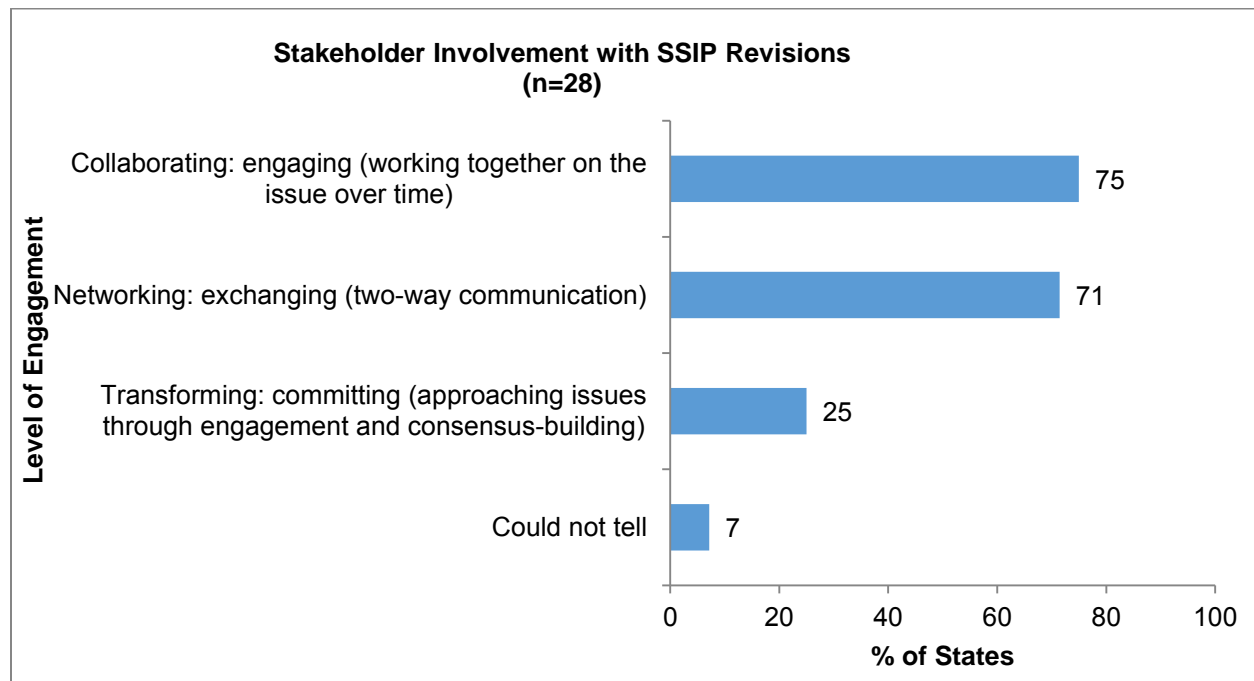 Stakeholder Involvement with SSIP Revisions
(n=28)
Level of Engagement
Collaborating: engaging (working together on the
issue over time)
75
Networking: exchanging (two-way communication)
71
Transforming: committing (approaching issues
through engagement and consensus-building)
25
Could not tell
7
0 20 40 60 80 100
% of States